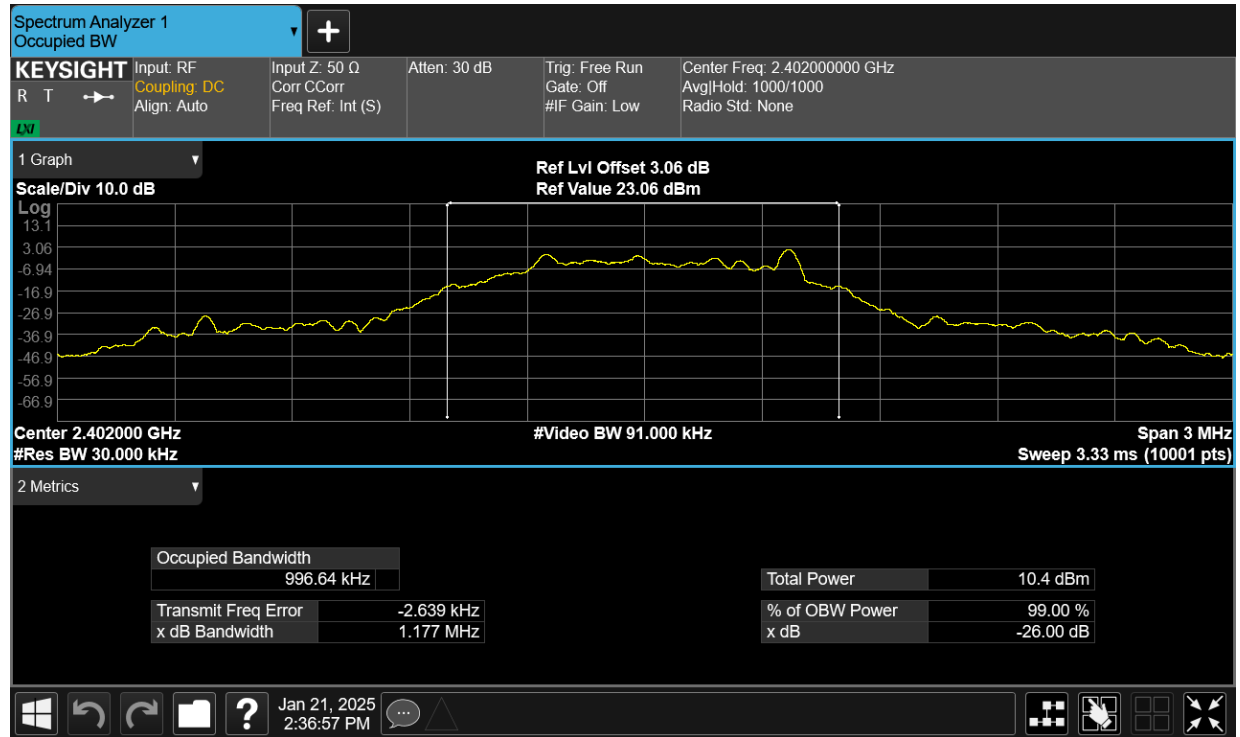 Spectrum Analyzer 1
Occupied BW
KEYSIGHT
R T
LXI
Input: RF
Coupling: DC
Align: Auto
Input Z: 50 Ω
Corr CCorr
Freq Ref: Int (S)
Atten: 30 dB
Trig: Free Run
Gate: Off
#IF Gain: Low
Center Freq: 2.402000000 GHz
Avg|Hold: 1000/1000
Radio Std: None
1 Graph
Scale/Div 10.0 dB
Ref Lvl Offset 3.06 dB
Ref Value 23.06 dBm
Log
13.1
3.06
-6.94
-16.9
-26.9
-36.9
-46.9
-56.9
-66.9
Center 2.402000 GHz
#Video BW 91.000 kHz
Span 3 MHz
#Res BW 30.000 kHz
Sweep 3.33 ms (10001 pts)
2 Metrics
Occupied Bandwidth
996.64 kHz
Total Power 10.4 dBm
Transmit Freq Error -2.639 kHz
% of OBW Power 99.00 %
x dB Bandwidth 1.177 MHz
x dB -26.00 dB
?
Jan 21, 2025
2:36:57 PM